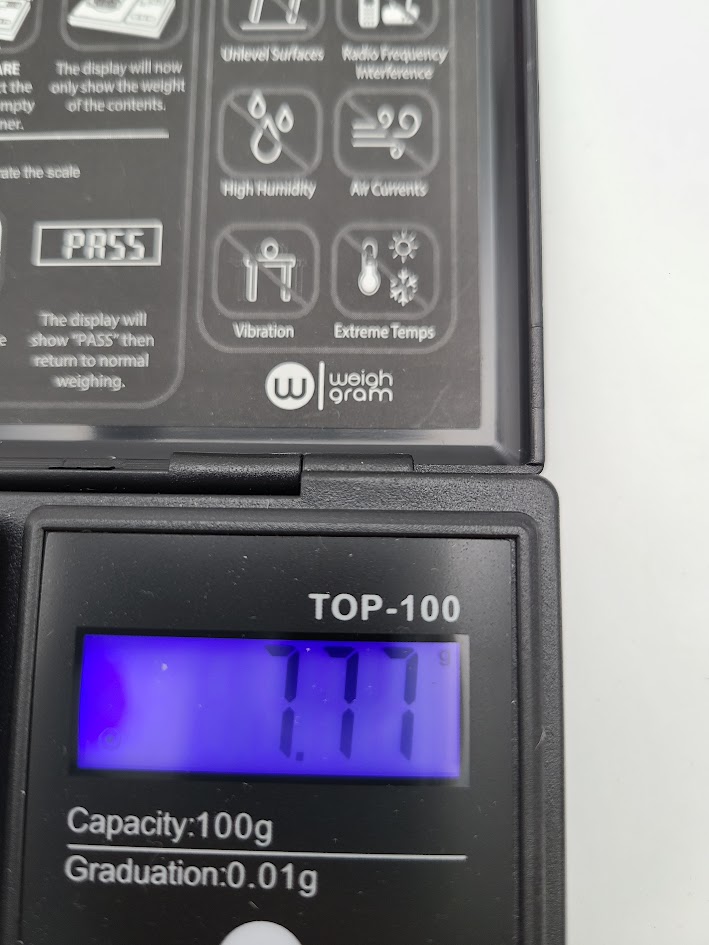 ARE
ct the
mpty
ner.
The display will now
only show the weight
of the contents.
rate the scale
PASS
The display will
show "PASS" then
return to normal
weighing.
Unlevel Surfaces
Radio Frequency
Interference
High Humidity
Air Currents
Vibration
Extreme Temps
W weigh
gram
TOP-100
7.77 g
Capacity:100g
Graduation:0.01g